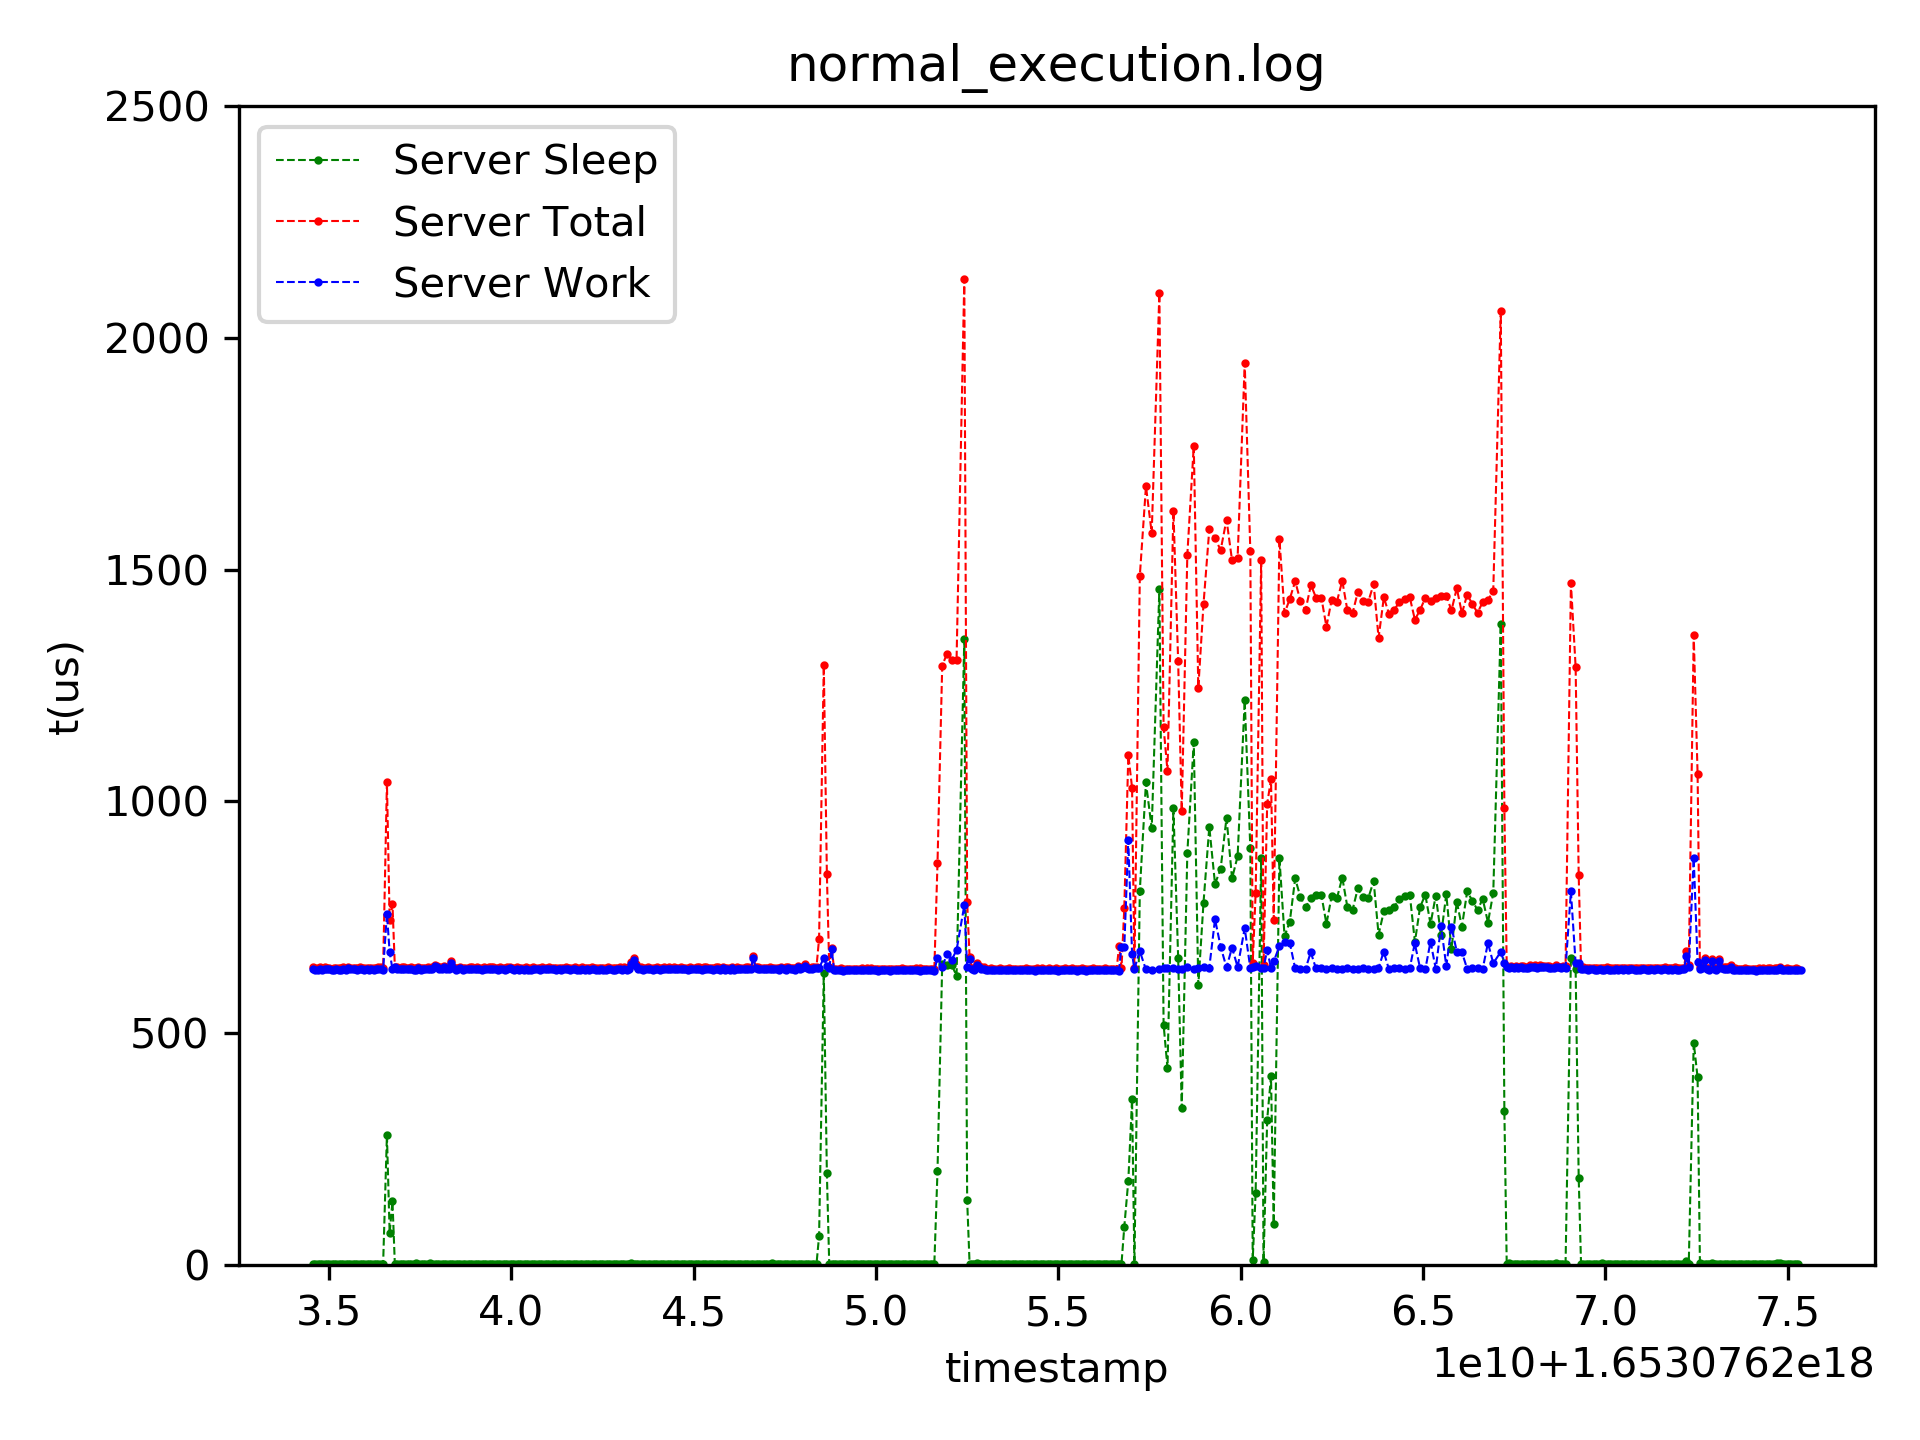 normal_execution.log
2500
2000
1500
1000
500
0
t(us)
Server Sleep
Server Total
Server Work
3.5 4.0 4.5 5.0 5.5 6.0 6.5 7.0 7.5
timestamp
1e10+1.6530762e18